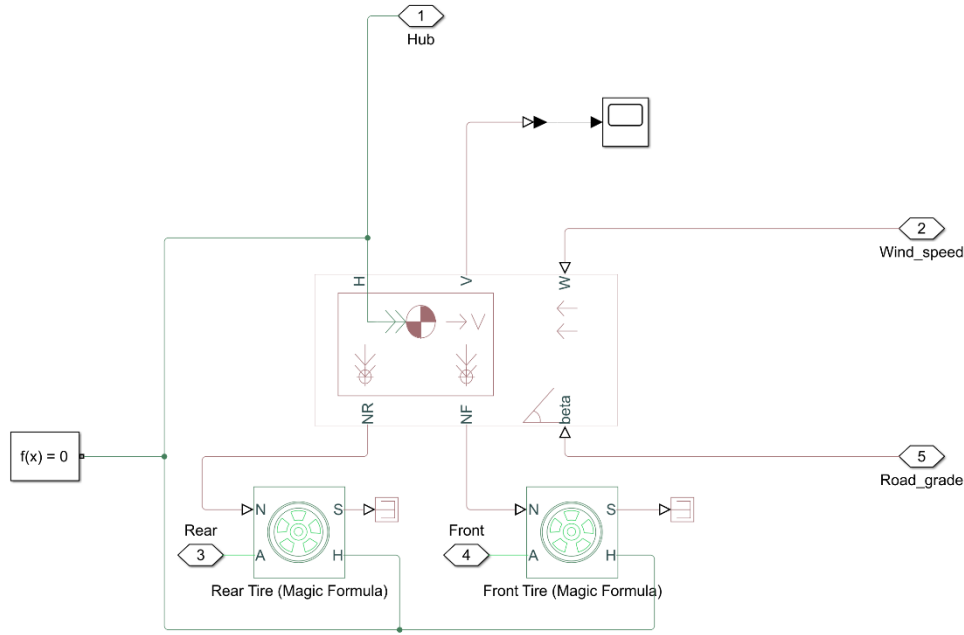 1
Hub
2
Wind_speed
H
V
W
NR
NF
beta
V
f(x) = 0
5
Road_grade
Rear
3
N
A
S
H
Rear Tire (Magic Formula)
Front
4
N
A
S
H
Front Tire (Magic Formula)